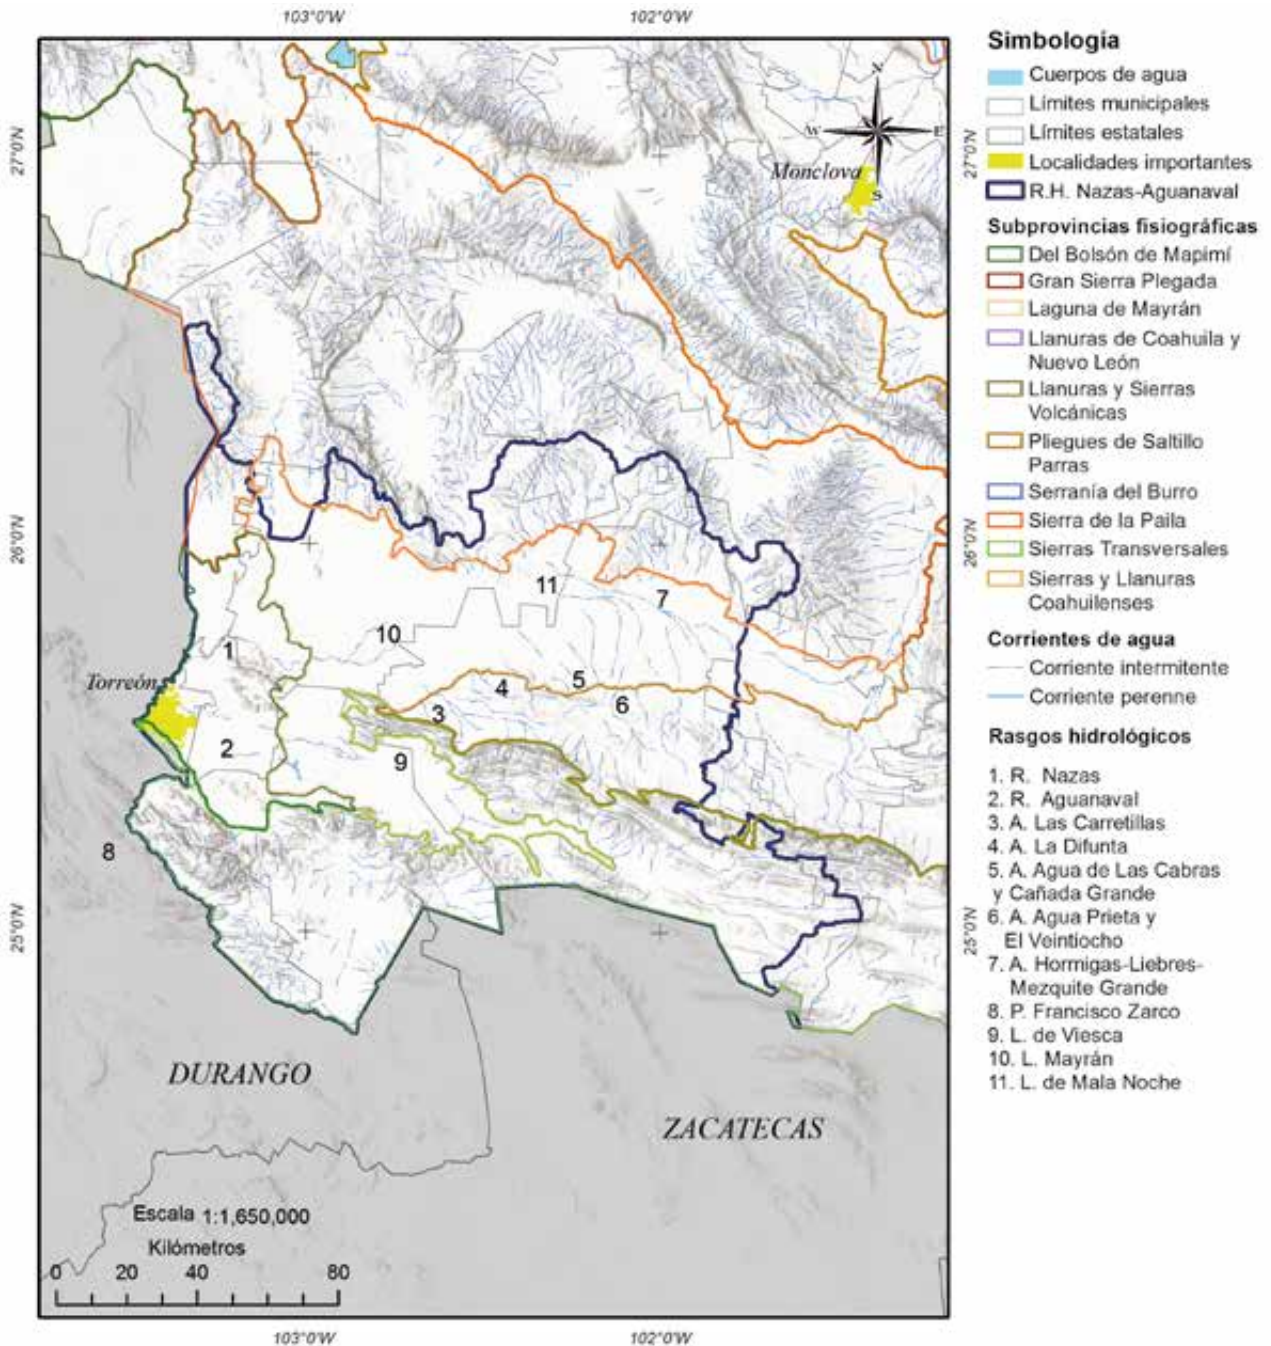 103°0'W
102°0'W
27°0'N
26°0'N
25°0'N
27°0'N
26°0'N
25°0'N
N
W
E
S
Monclova
Torreón
11
7
10
1
5
4
6
3
2
9
8
DURANGO
ZACATECAS
Escala 1:1,650,000
Kilómetros
0 20 40 80
103°0'W
102°0'W
Simbología
Cuerpos de agua
Límites municipales
Límites estatales
Localidades importantes
R.H. Nazas-Aguanaval
Subprovincias fisiográficas
Del Bolsón de Mapimí
Gran Sierra Plegada
Laguna de Mayrán
Llanuras de Coahuila y
Nuevo León
Llanuras y Sierras
Volcánicas
Pliegues de Saltillo
Parras
Serranía del Burro
Sierra de la Paila
Sierras Transversales
Sierras y Llanuras
Coahuilenses
Corrientes de agua
Corriente intermitente
Corriente perenne
Rasgos hidrológicos
1. R. Nazas
2. R. Aguanaval
3. A. Las Carretillas
4. A. La Difunta
5. A. Agua de Las Cabras
y Cañada Grande
6. A. Agua Prieta y
El Veintiocho
7. A. Hormigas-Liebres-
Mezquite Grande
8. P. Francisco Zarco
9. L. de Viesca
10. L. Mayrán
11. L. de Mala Noche